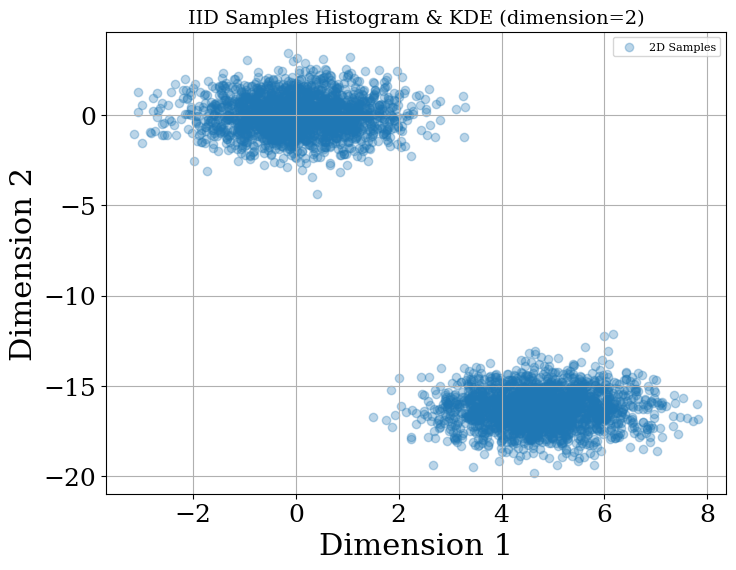 IID Samples Histogram & KDE (dimension=2)
2D Samples
Dimension 2
0
−5
−10
−15
−20
−2
0
2
4
6
8
Dimension 1